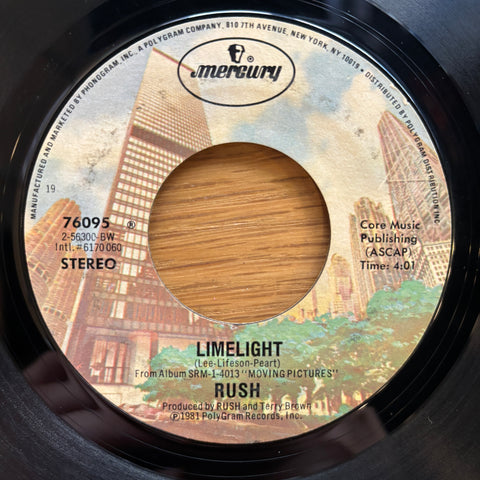 MANUFACTURED AND MARKETED BY PHONOGRAM, INC., A POLYGRAM COMPANY, 810 7TH AVENUE, NEW YORK, NY 10019 • DISTRIBUTED BY POLYGRAM DISTRIBUTION, INC.
mercury
19
76095 ®
2-56300-BW
Intl. #6170 060
STEREO
Core Music
Publishing
(ASCAP)
Time: 4:01
LIMELIGHT
(Lee-Lifeson-Peart)
From Album SRM-1-4013 "MOVING PICTURES"
RUSH
Produced by RUSH and Terry Brown
℗1981 PolyGram Records, Inc.